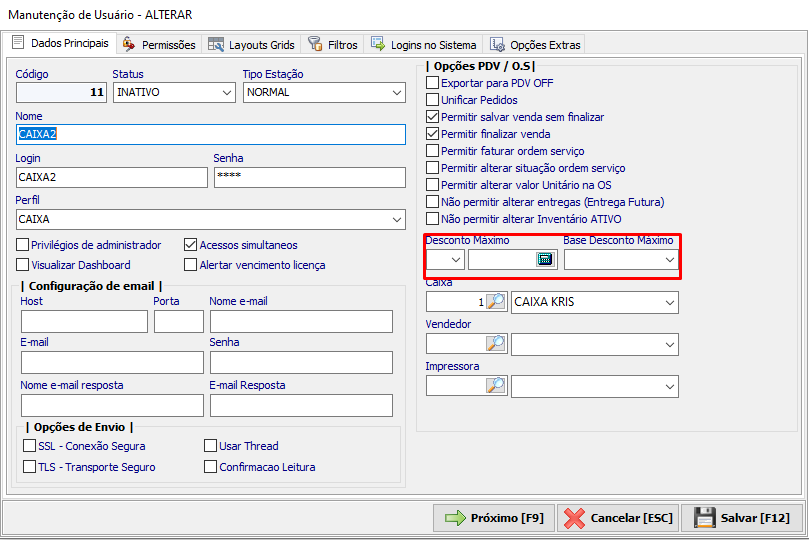 Manutenção de Usuário - ALTERAR
Dados Principais
Permissões
Layouts Grids
Filtros
Logins no Sistema
Opções Extras
Código
Status
Tipo Estação
11
INATIVO
NORMAL
Nome
CAIXA2
Login
Senha
CAIXA2
****
Perfil
CAIXA
Privilégios de administrador
Acessos simultaneos
Visualizar Dashboard
Alertar vencimento licença
| Configuração de email |
Host
Porta
Nome e-mail
E-mail
Senha
Nome e-mail resposta
E-mail Resposta
| Opções de Envio |
SSL - Conexão Segura
Usar Thread
TLS - Transporte Seguro
Confirmacao Leitura
| Opções PDV / O.S|
Exportar para PDV OFF
Unificar Pedidos
Permitir salvar venda sem finalizar
Permitir finalizar venda
Permitir faturar ordem serviço
Permitir alterar situação ordem serviço
Permitir alterar valor Unitário na OS
Não permitir alterar entregas (Entrega Futura)
Não permitir alterar Inventário ATIVO
Desconto Máximo
Base Desconto Máximo
Caixa
1
CAIXA KRIS
Vendedor
Impressora
Próximo [F9]
Cancelar [ESC]
Salvar [F12]